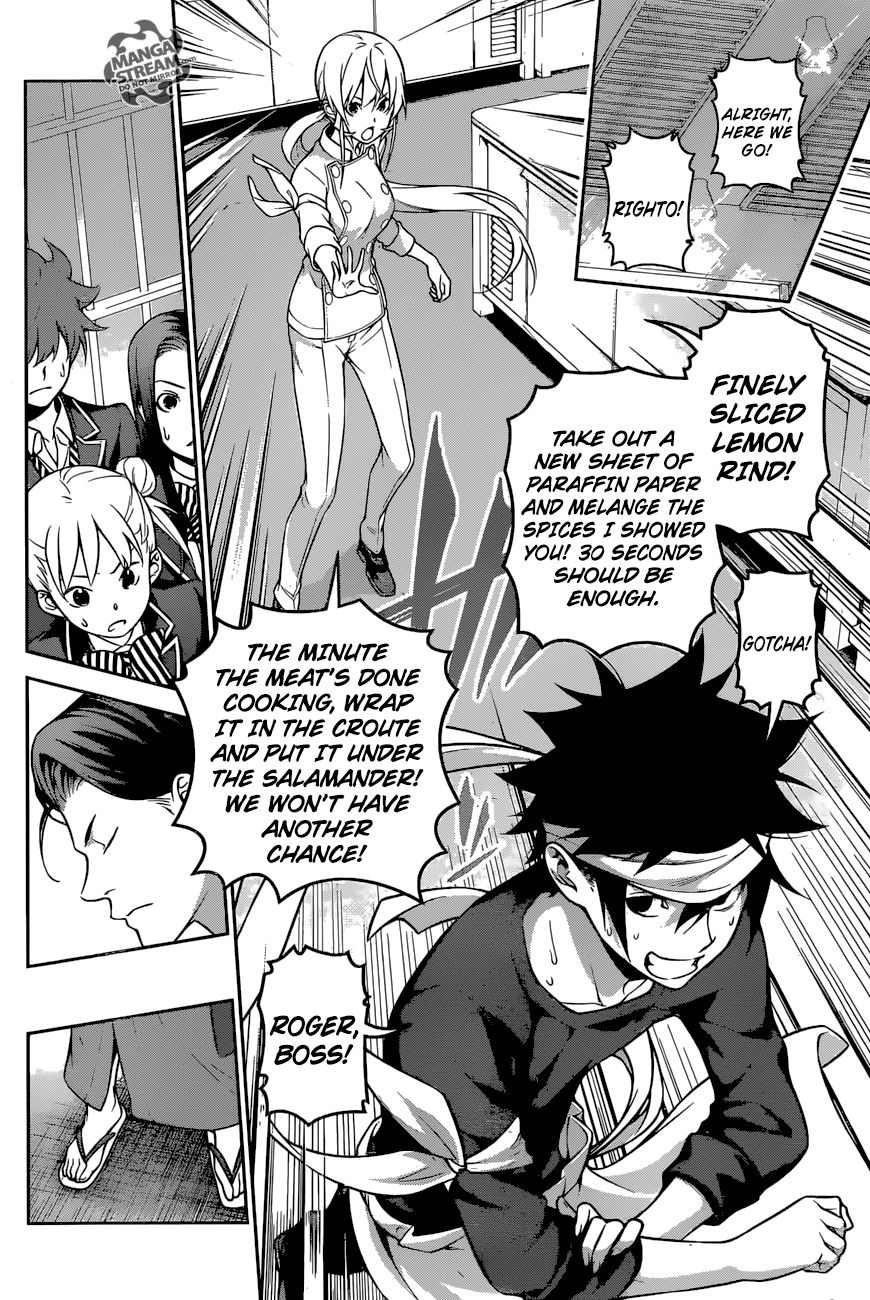 MANGA
STREAM.com
DO NOT MIRROR
ALRIGHT,
HERE WE
GO!
RIGHTO!
FINELY
SLICED
LEMON
RIND!
TAKE OUT A
NEW SHEET OF
PARAFFIN PAPER
AND MELANGE THE
SPICES I SHOWED
YOU! 30 SECONDS
SHOULD BE
ENOUGH.
GOTCHA!
THE MINUTE
THE MEAT'S DONE
COOKING, WRAP
IT IN THE CROUTE
AND PUT IT UNDER
THE SALAMANDER!
WE WON'T HAVE
ANOTHER
CHANCE!
ROGER,
BOSS!